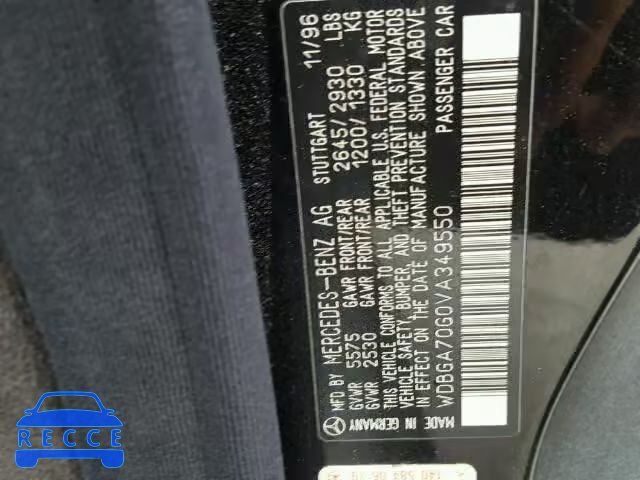 MERCEDES-BENZ AG STUTTGART 11/96
GVWR 5575 GAWR FRONT/REAR 2645/2930 LBS
GVWR 2530 GAWR FRONT/REAR 1200/1330 KG
THIS VEHICLE CONFORMS TO ALL APPLICABLE U.S. FEDERAL MOTOR
VEHICLE SAFETY, BUMPER, AND THEFT PREVENTION STANDARDS
IN EFFECT ON THE DATE OF MANUFACTURE SHOWN ABOVE
WDBGA70G0VA349550 PASSENGER CAR
MADE IN GERMANY
RECCE